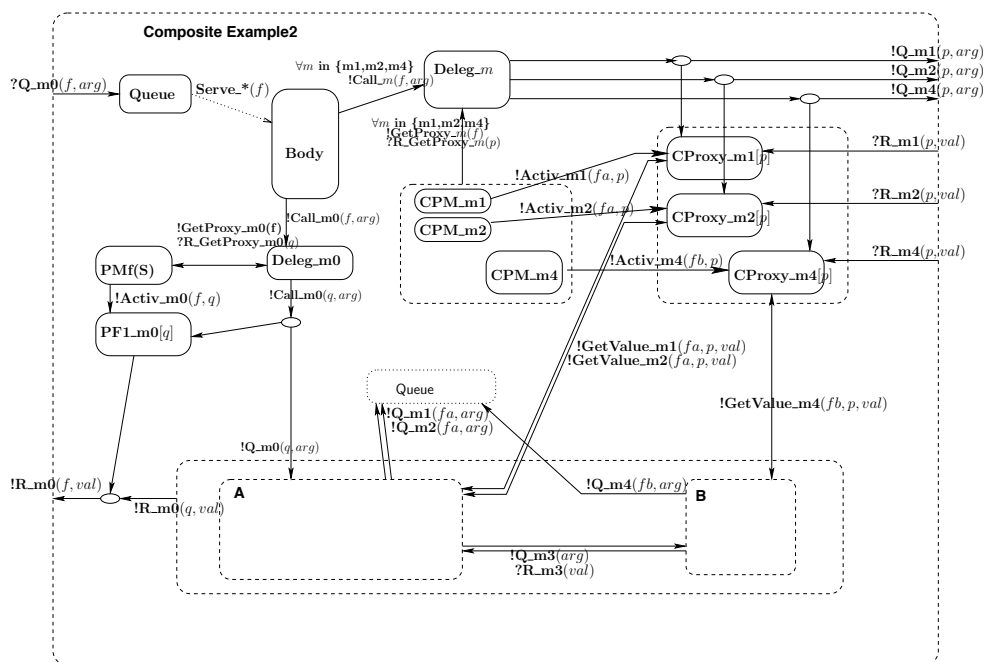 Composite Example2
?Q_m0(f, arg)
Queue
Serve_*(f)
Body
∀m in {m1,m2,m4}
!Call_m(f, arg)
Deleg_m
!Q_m1(p, arg)
!Q_m2(p, arg)
!Q_m4(p, arg)
∀m in {m1,m2,m4}
!GetProxy_m(f)
?R_GetProxy_m(p)
CProxy_m1[p]
?R_m1(p, val)
!Activ_m1(fa, p)
CPM_m1
!Activ_m2(fa, p)
CPM_m2
CProxy_m2[p]
?R_m2(p, val)
!Call_m0(f, arg)
!GetProxy_m0(f)
?R_GetProxy_m0(q)
PMf(S)
Deleg_m0
CPM_m4
!Activ_m4(fb, p)
CProxy_m4[p]
?R_m4(p, val)
!Activ_m0(f, q)
!Call_m0(q, arg)
PF1_m0[q]
!GetValue_m1(fa, p, val)
!GetValue_m2(fa, p, val)
Queue
!GetValue_m4(fb, p, val)
!Q_m1(fa, arg)
!Q_m2(fa, arg)
!Q_m0(q, arg)
!R_m0(f, val)
!R_m0(q, val)
A
!Q_m4(fb, arg)
B
!Q_m3(arg)
?R_m3(val)